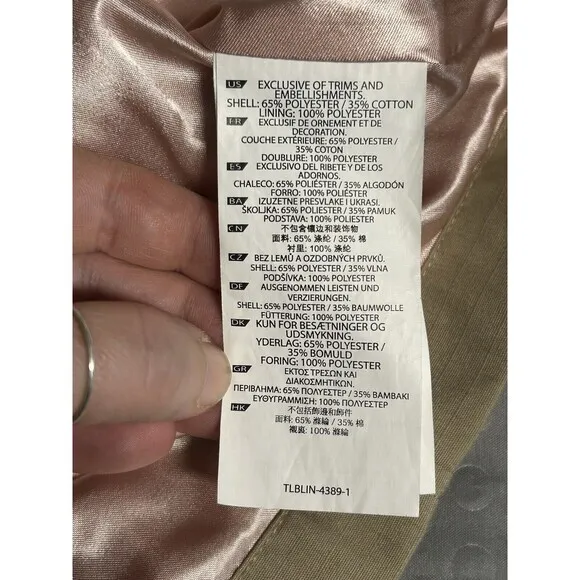 US EXCLUSIVE OF TRIMS AND
EMBELLISHMENTS.
SHELL: 65% POLYESTER / 35% COTTON
LINING: 100% POLYESTER
FR EXCLUSIF DE ORNEMENT ET DE
DECORATION.
COUCHE EXTÉRIEURE: 65% POLYESTER/
35% COTON
DOUBLURE: 100% POLYESTER
ES EXCLUSIVO DEL RIBETE Y DE LOS
ADORNOS.
CHALECO: 65% POLIÉSTER / 35% ALGODÓN
FORRO: 100% POLIÉSTER
BA IZUZETNE PRESVLAKE I UKRASI.
ŠKOLJKA: 65% POLYESTER / 35% PAMUK
PODSTAVA: 100% POLYESTER
CN 不包含镶边和装饰物
面料: 65% 涤纶 / 35% 棉
衬里: 100% 涤纶
CZ BEZ LEMŮ A OZDOBNÝCH PRVKŮ.
SHELL: 65% POLYESTER / 35% VLNA
PODŠÍVKA: 100% POLYESTER
DE AUSGENOMMEN LEISTEN UND
VERZIERUNGEN.
SHELL: 65% POLYESTER / 35% BAUMWOLLE
FÜTTERUNG: 100% POLYESTER
DK KUN FOR BESÆTNINGER OG
UDSMYKNING.
YDERLAG: 65% POLYESTER /
35% BOMULD
FORING: 100% POLYESTER
GR ΕΚΤΟΣ ΤΡΕΣΩΝ ΚΑΙ
ΔΙΑΚΟΣΜΗΤΙΚΩΝ.
ΠΕΡΙΒΛΗΜΑ: 65% ΠΟΛΥΕΣΤΕΡ / 35% ΒΑΜΒΑΚΙ
ΕΥΘΥΓΡΑΜΜΙΣΗ: 100% ΠΟΛΥΕΣΤΕΡ
HK 不包括飾邊和飾件
面料: 65% 滌綸 / 35% 棉
襯裏: 100% 滌綸
TLBLIN-4389-1